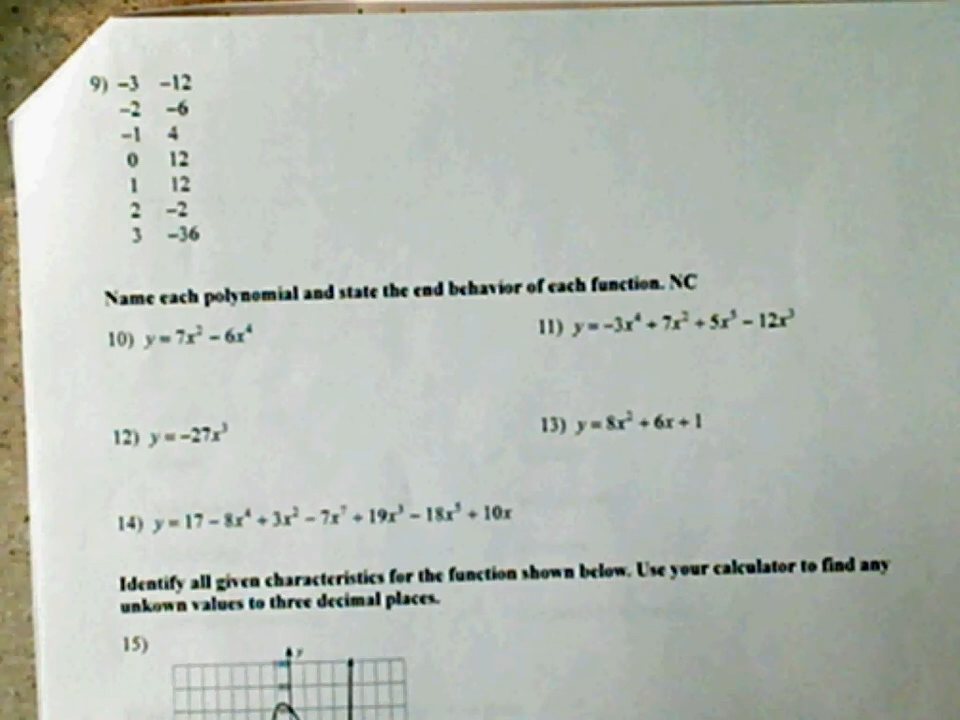 9) −3 −12
−2 −6
−1 4
0 12
1 12
2 −2
3 −36
Name each polynomial and state the end behavior of each function. NC
10) y = 7x² − 6x⁴
11) y = −3x⁴ + 7x² + 5x⁵ − 12x³
12) y = −27x³
13) y = 8x² + 6x + 1
14) y = 17 − 8x⁴ + 3x² − 7x⁷ + 19x³ − 18x⁵ + 10x
Identify all given characteristics for the function shown below. Use your calculator to find any
unkown values to three decimal places.
15)
y